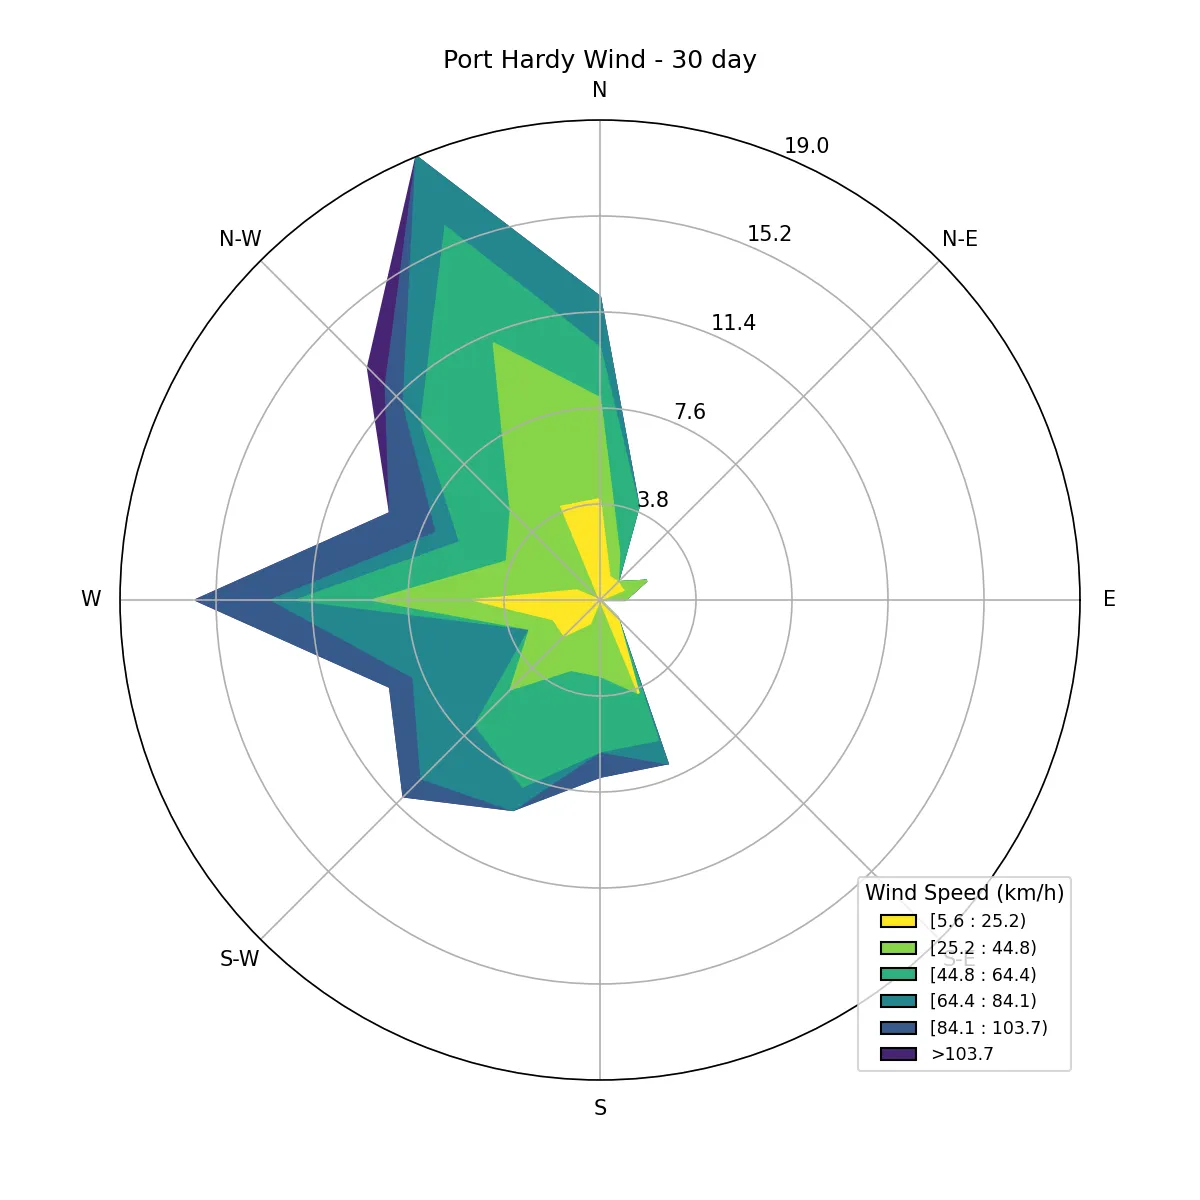 Port Hardy Wind - 30 day
N
19.0
15.2
N-W
N-E
11.4
7.6
3.8
W
E
S-W
S-E
S
Wind Speed (km/h)
[5.6 : 25.2)
[25.2 : 44.8)
[44.8 : 64.4)
[64.4 : 84.1)
[84.1 : 103.7)
>103.7